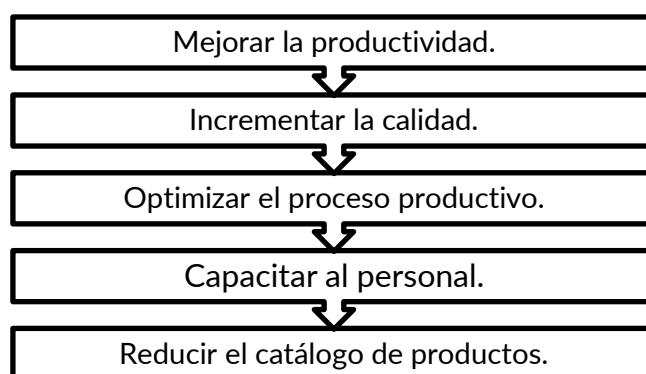 Mejorar la productividad.
Incrementar la calidad.
Optimizar el proceso productivo.
Capacitar al personal.
Reducir el catálogo de productos.